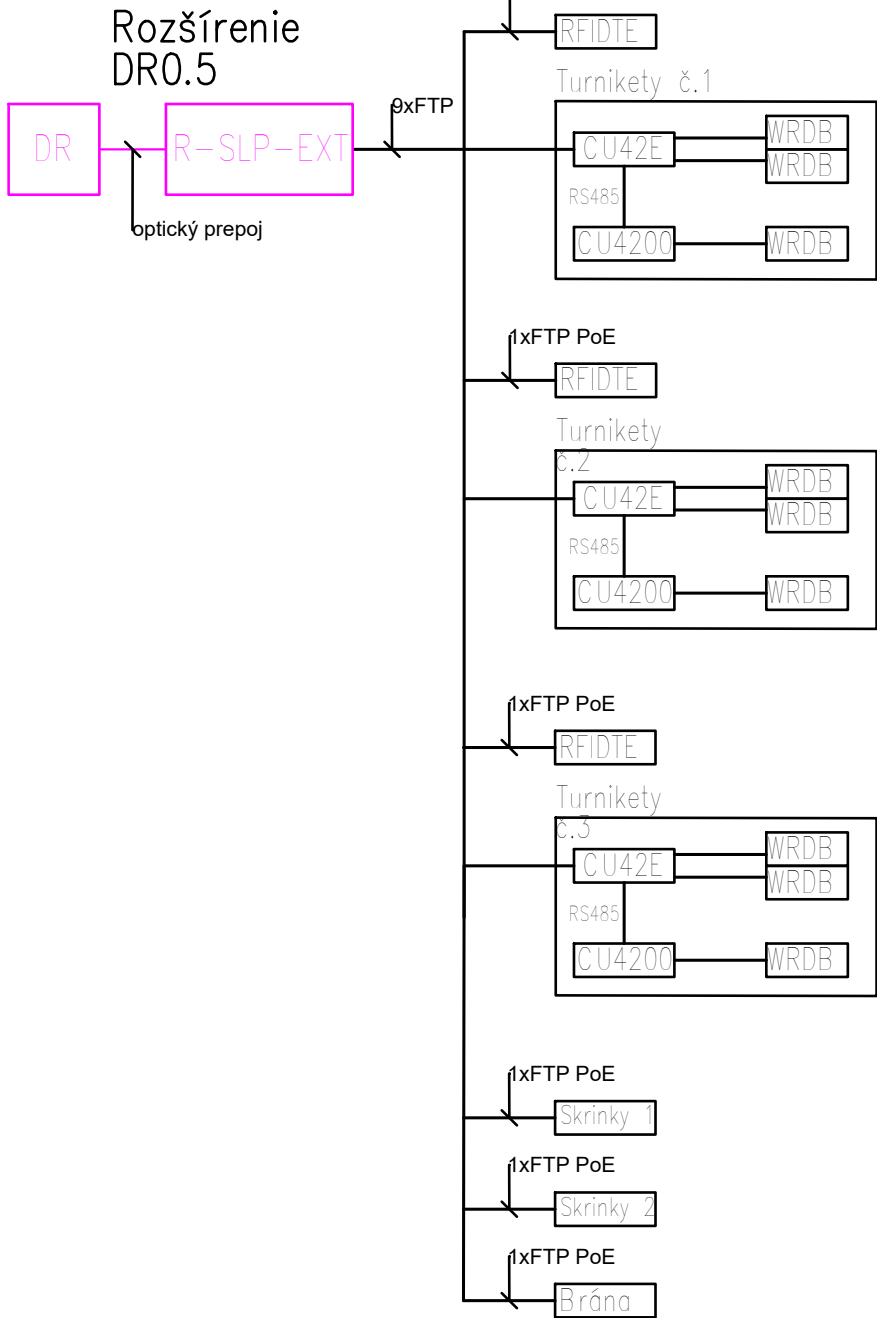 Rozšírenie
DR0.5
DR
R-SLP-EXT
9xFTP
optický prepoj
RFIDTE
Turnikety č.1
CU42E
WRDB
WRDB
RS485
CU4200
WRDB
1xFTP PoE
RFIDTE
Turnikety
č.2
CU42E
WRDB
WRDB
RS485
CU4200
WRDB
1xFTP PoE
RFIDTE
Turnikety
č.3
CU42E
WRDB
WRDB
RS485
CU4200
WRDB
1xFTP PoE
Skrinky 1
1xFTP PoE
Skrinky 2
1xFTP PoE
Brána